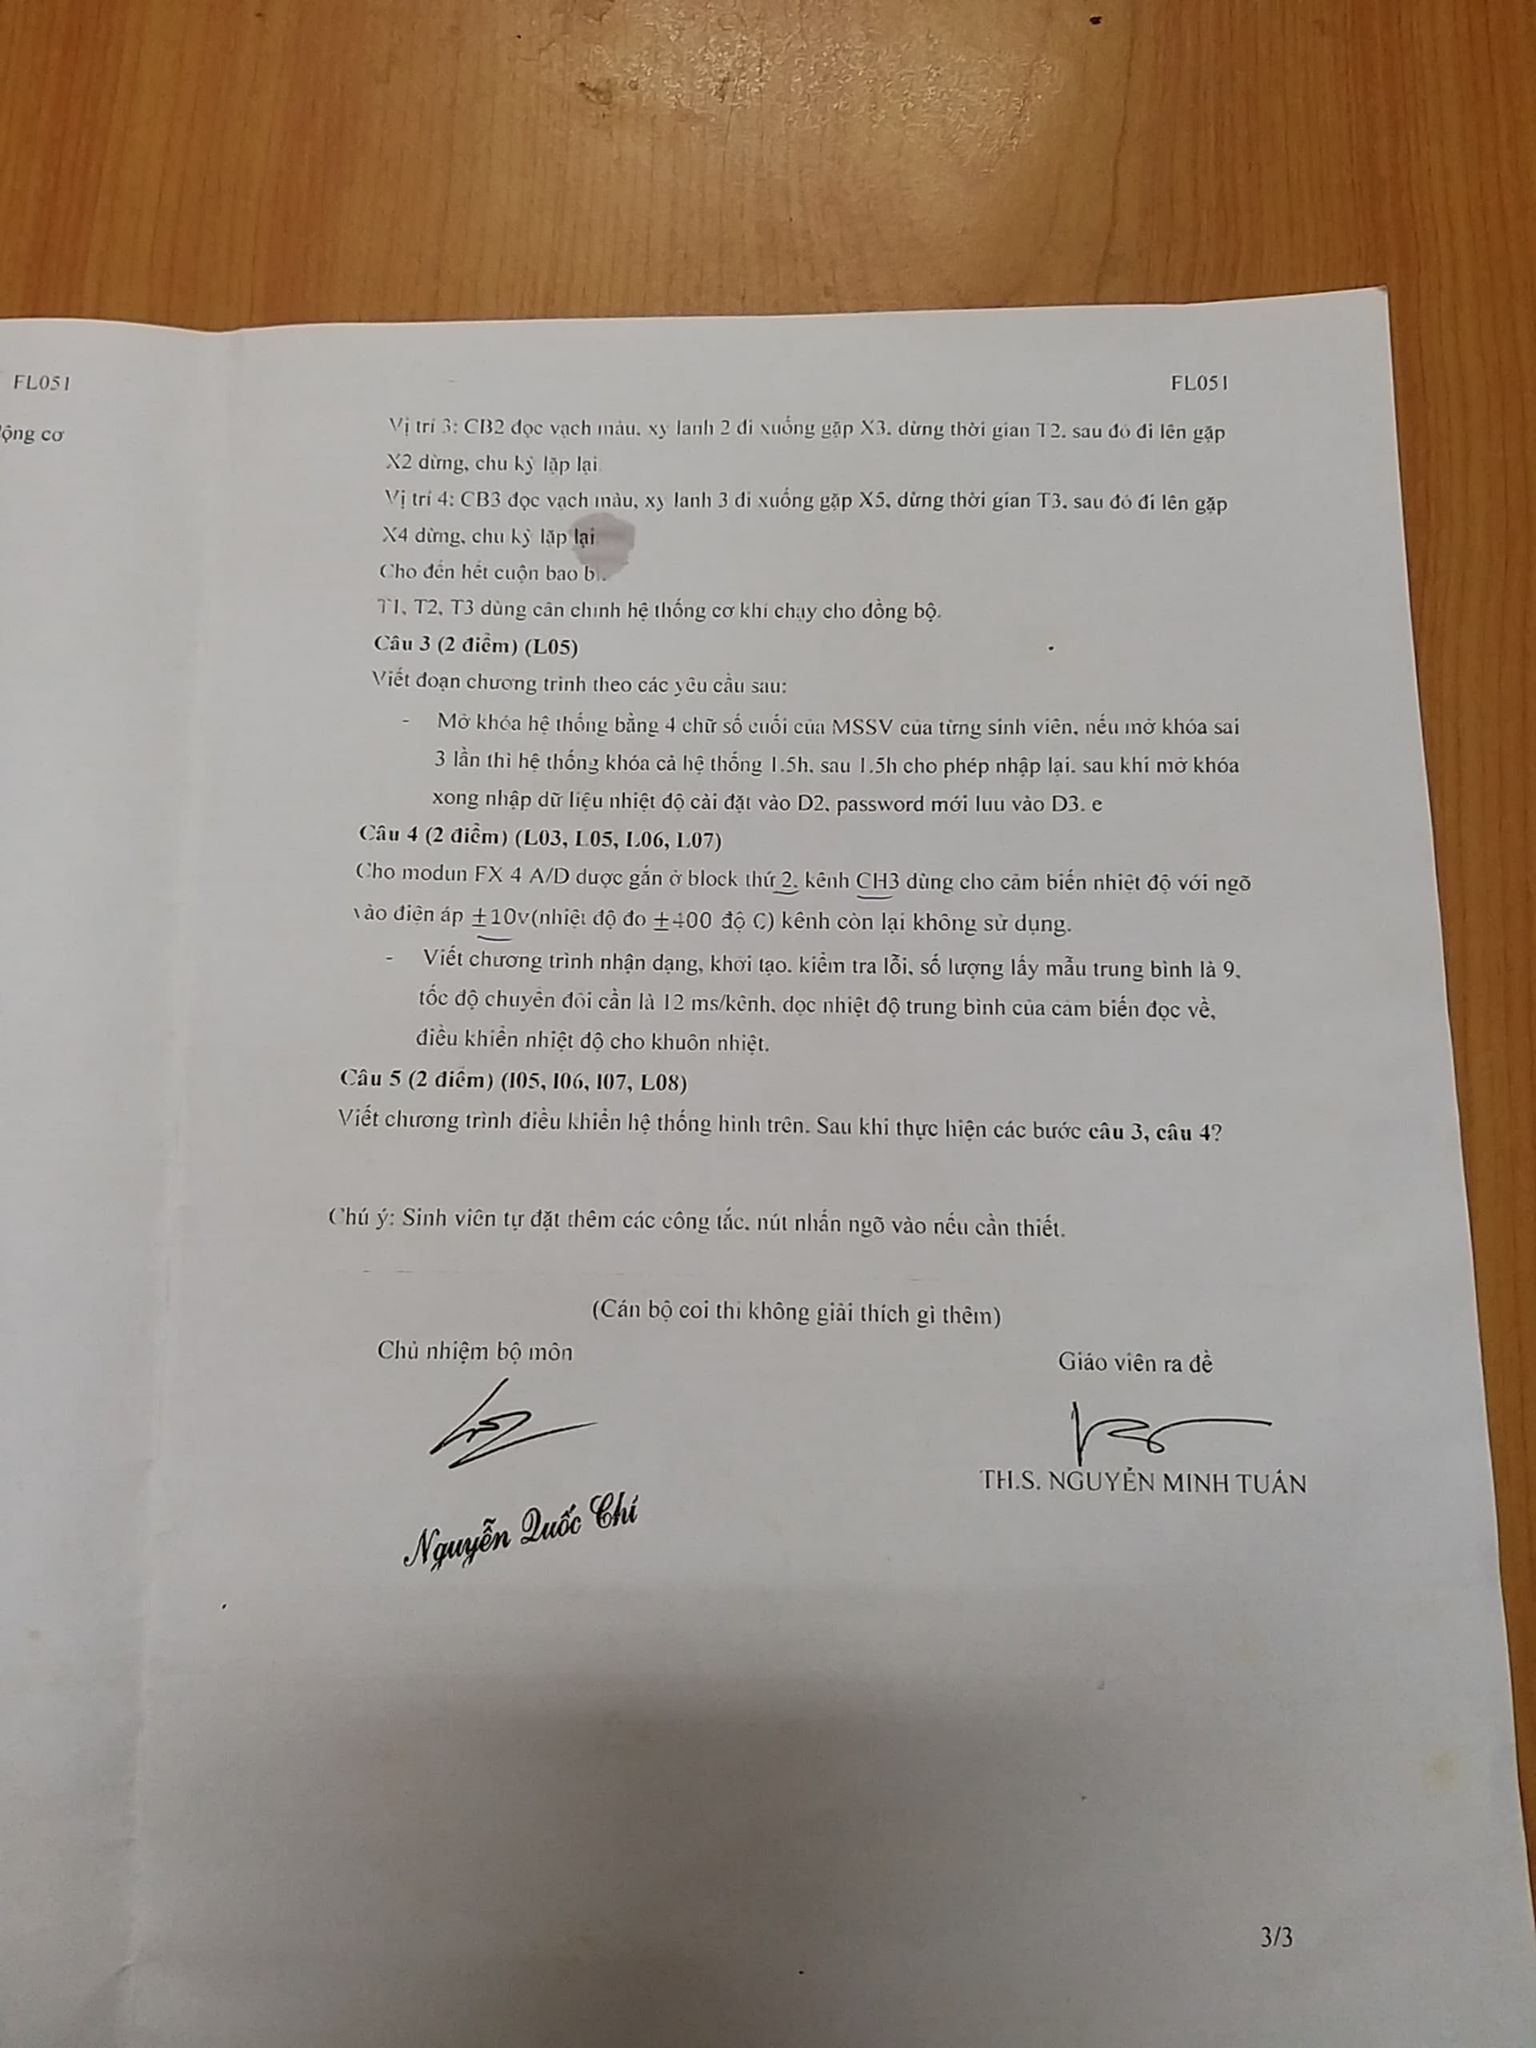 FL051
FL051
động cơ
Vị trí 3: CB2 đọc vạch màu, xy lanh 2 đi xuống gặp X3, dừng thời gian T2, sau đó đi lên gặp
X2 dừng, chu kỳ lặp lại
Vị trí 4: CB3 đọc vạch màu, xy lanh 3 đi xuống gặp X5, dừng thời gian T3, sau đó đi lên gặp
X4 dừng, chu kỳ lặp lại
Cho đến hết cuộn bao bì.
T1, T2, T3 dùng cân chỉnh hệ thống cơ khí chạy cho đồng bộ.
Câu 3 (2 điểm) (L05)
Viết đoạn chương trình theo các yêu cầu sau:
- Mở khóa hệ thống bằng 4 chữ số cuối của MSSV của từng sinh viên, nếu mở khóa sai
3 lần thì hệ thống khóa cả hệ thống 1.5h, sau 1.5h cho phép nhập lại. sau khi mở khóa
xong nhập dữ liệu nhiệt độ cài đặt vào D2, password mới luu vào D3. e
Câu 4 (2 điểm) (L03, L05, L06, L07)
Cho modun FX 4 A/D dược gắn ở block thứ 2, kênh CH3 dùng cho cảm biến nhiệt độ với ngõ
vào điện áp ±10v(nhiệt độ đo ±400 độ C) kênh còn lại không sử dụng.
- Viết chương trình nhận dạng, khởi tạo, kiểm tra lỗi, số lượng lấy mẫu trung bình là 9,
tốc độ chuyển đổi cần là 12 ms/kênh, đọc nhiệt độ trung bình của cảm biến đọc về,
điều khiển nhiệt độ cho khuôn nhiệt.
Câu 5 (2 điểm) (I05, I06, I07, L08)
Viết chương trình điều khiển hệ thống hình trên. Sau khi thực hiện các bước câu 3, câu 4?
Chú ý: Sinh viên tự đặt thêm các công tắc, nút nhấn ngõ vào nếu cần thiết.
(Cán bộ coi thi không giải thích gì thêm)
Chủ nhiệm bộ môn
Giáo viên ra đề
TH.S. NGUYỄN MINH TUẤN
Nguyễn Quốc Chí
3/3